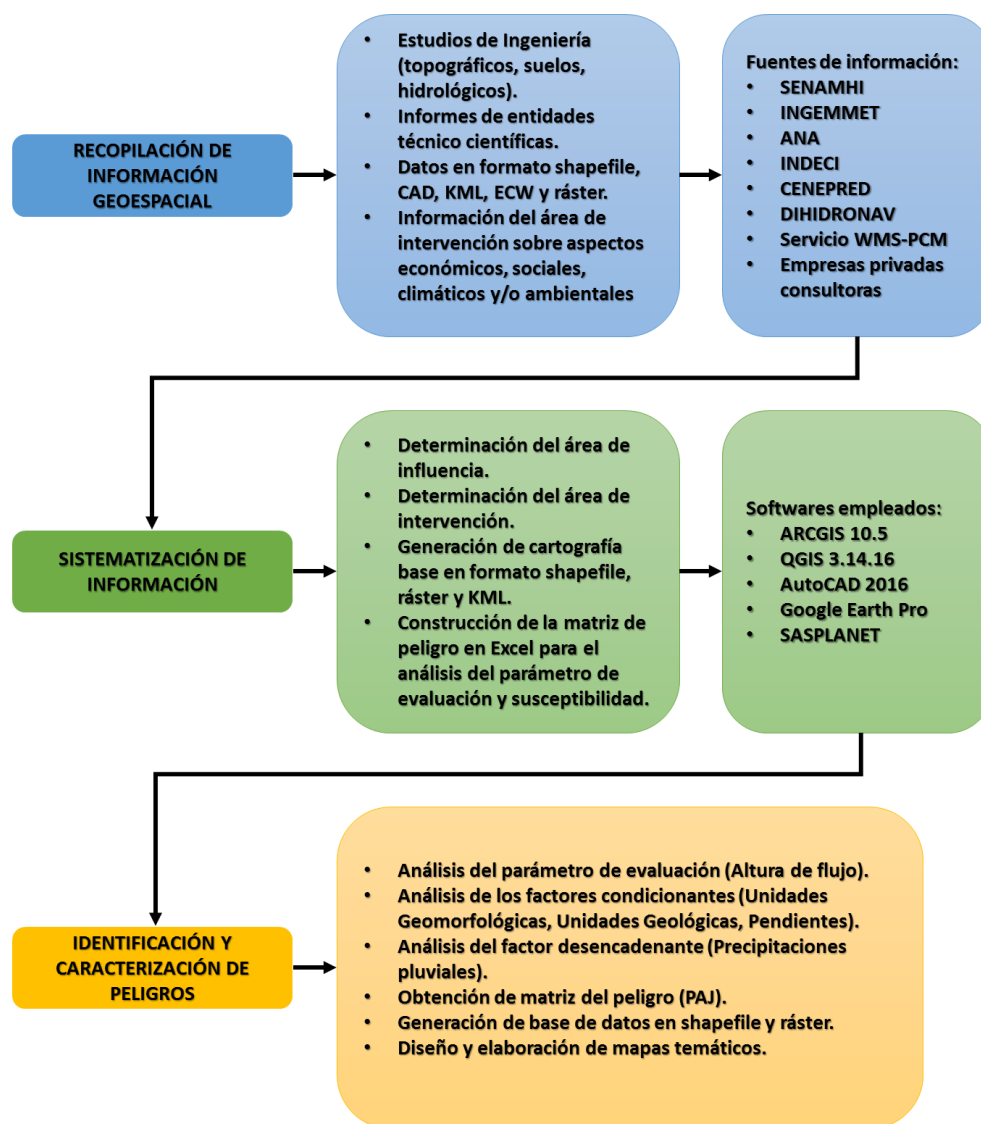 RECOPILACIÓN DE
INFORMACIÓN
GEOESPACIAL
• Estudios de Ingeniería
(topográficos, suelos,
hidrológicos).
• Informes de entidades
técnico científicas.
• Datos en formato shapefile,
CAD, KML, ECW y ráster.
• Información del área de
intervención sobre aspectos
económicos, sociales,
climáticos y/o ambientales
Fuentes de información:
• SENAMHI
• INGEMMET
• ANA
• INDECI
• CENEPRED
• DIHIDRONAV
• Servicio WMS-PCM
• Empresas privadas
consultoras
SISTEMATIZACIÓN DE
INFORMACIÓN
• Determinación del área de
influencia.
• Determinación del área de
intervención.
• Generación de cartografía
base en formato shapefile,
ráster y KML.
• Construcción de la matriz de
peligro en Excel para el
análisis del parámetro de
evaluación y susceptibilidad.
Softwares empleados:
• ARCGIS 10.5
• QGIS 3.14.16
• AutoCAD 2016
• Google Earth Pro
• SASPLANET
IDENTIFICACIÓN Y
CARACTERIZACIÓN DE
PELIGROS
• Análisis del parámetro de evaluación (Altura de flujo).
• Análisis de los factores condicionantes (Unidades
Geomorfológicas, Unidades Geológicas, Pendientes).
• Análisis del factor desencadenante (Precipitaciones
pluviales).
• Obtención de matriz del peligro (PAJ).
• Generación de base de datos en shapefile y ráster.
• Diseño y elaboración de mapas temáticos.